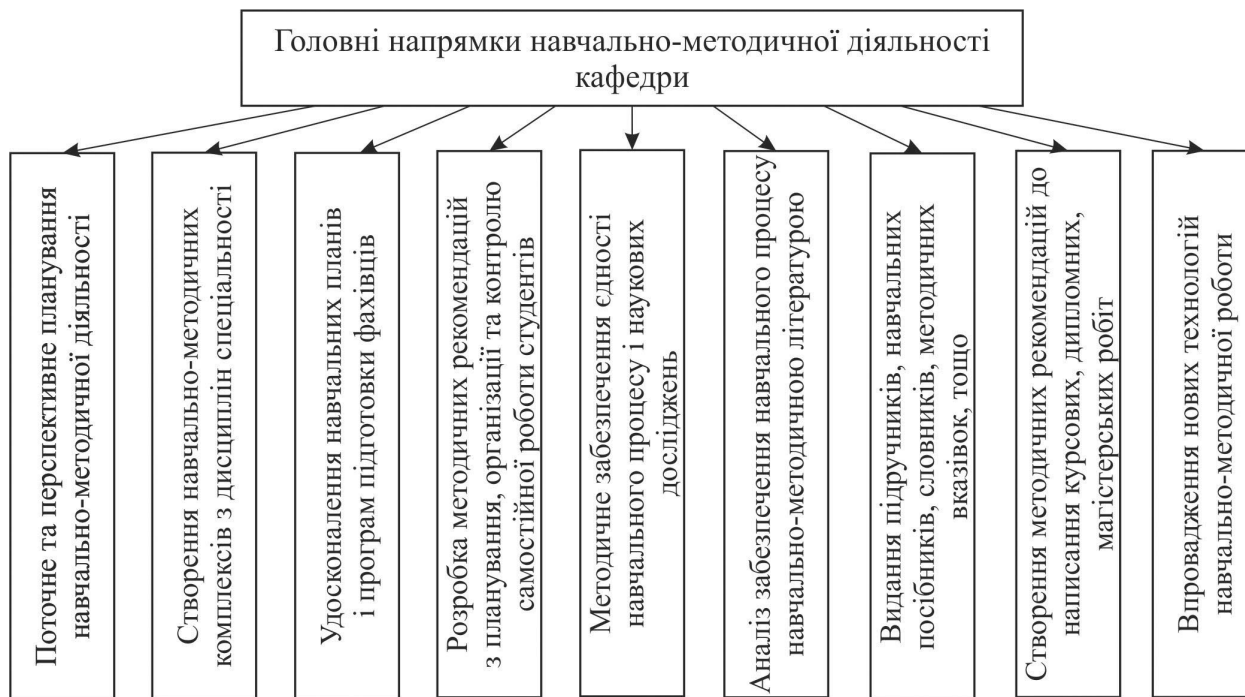 Головні напрямки навчально-методичної діяльності
кафедри
Поточне та перспективне планування
навчально-методичної діяльності
Створення навчально-методичних
комплексів з дисциплін спеціальності
Удосконалення навчальних планів
і програм підготовки фахівців
Розробка методичних рекомендацій
з планування, організації та контролю
самостійної роботи студентів
Методичне забезпечення єдності
навчального процесу і наукових
досліджень
Аналіз забезпечення навчального процесу
навчально-методичною літературою
Видання підручників, навчальних
посібників, словників, методичних
вказівок, тощо
Створення методичних рекомендацій до
написання курсових, дипломних,
магістерських робіт
Впровадження нових технологій
навчально-методичної роботи